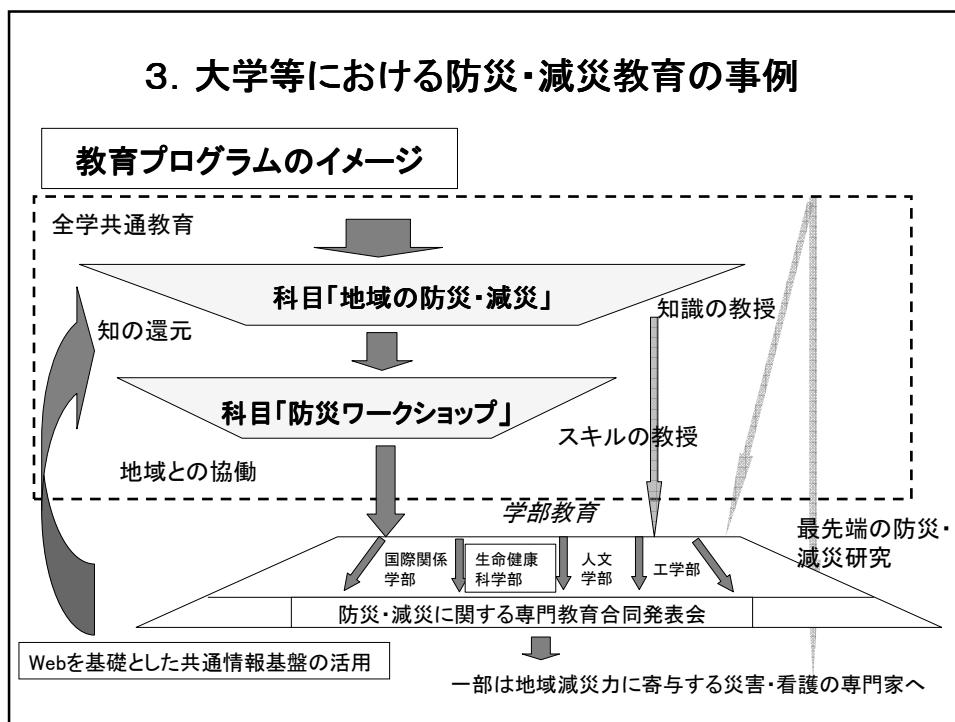 ３．大学等における防災・減災教育の事例
教育プログラムのイメージ
全学共通教育
科目「地域の防災・減災」
知の還元
知識の教授
科目「防災ワークショップ」
スキルの教授
地域との協働
学部教育
最先端の防災・
減災研究
国際関係
学部
生命健康
科学部
人文
学部
工学部
防災・減災に関する専門教育合同発表会
Webを基礎とした共通情報基盤の活用
一部は地域減災力に寄与する災害・看護の専門家へ